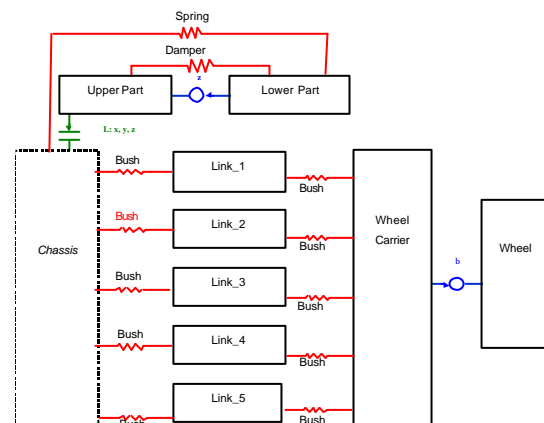 Spring
Damper
z
Upper Part
Lower Part
L: x, y, z
Bush
Link_1
Bush
Bush
Link_2
Bush
Wheel
Carrier
Chassis
Wheel
b
Bush
Link_3
Bush
Bush
Link_4
Bush
Link_5
Bush
Bush